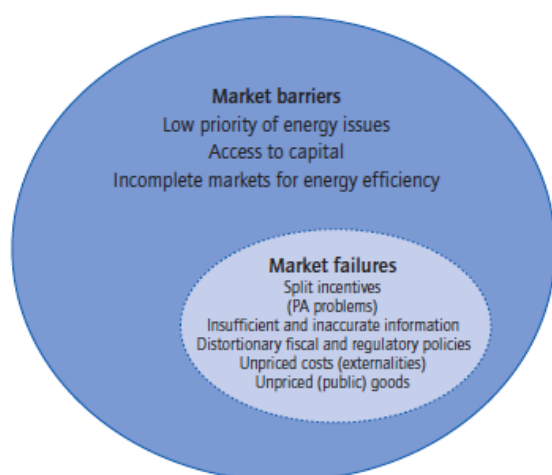 Market barriers
Low priority of energy issues
Access to capital
Incomplete markets for energy efficiency
Market failures
Split incentives
(PA problems)
Insufficient and inaccurate information
Distortionary fiscal and regulatory policies
Unpriced costs (externalities)
Unpriced (public) goods